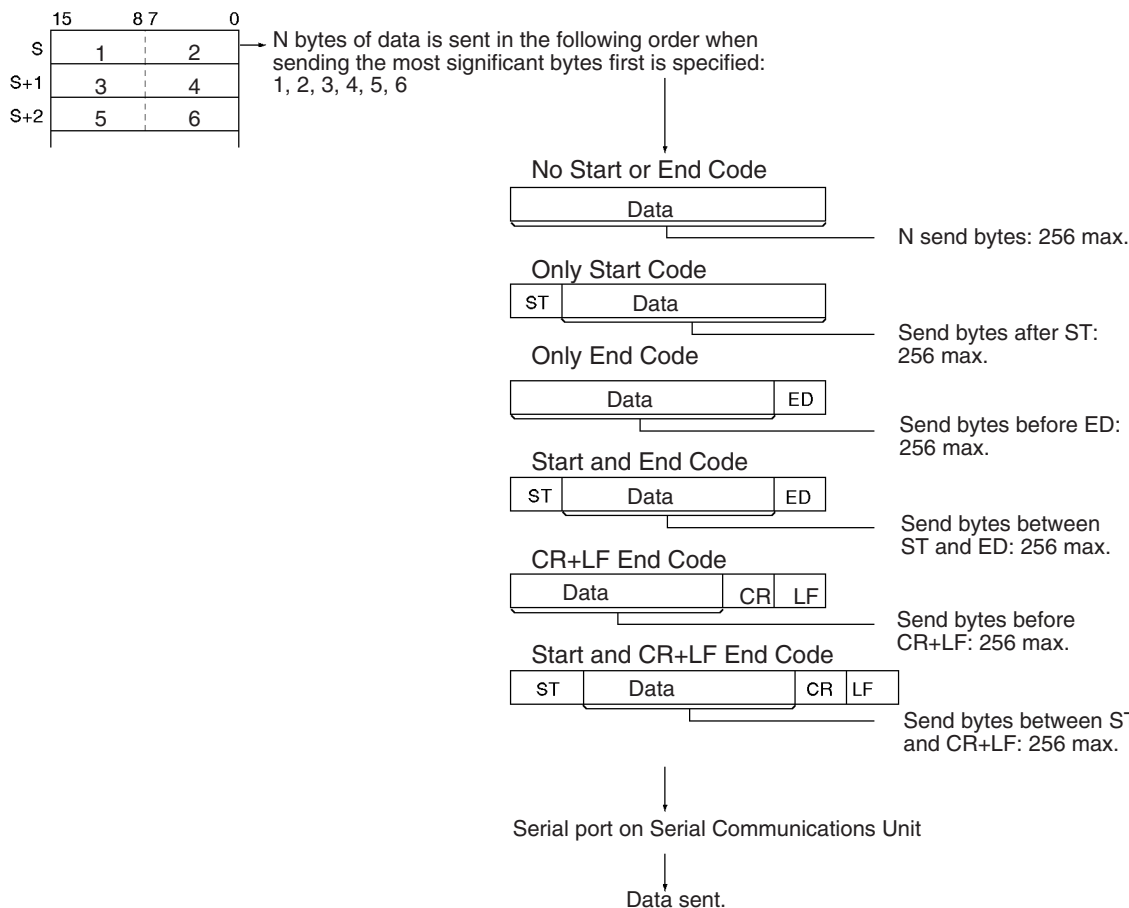 15 8 7 0
S 1 2
S+1 3 4
S+2 5 6
N bytes of data is sent in the following order when
sending the most significant bytes first is specified:
1, 2, 3, 4, 5, 6
No Start or End Code
Data
N send bytes: 256 max.
Only Start Code
ST Data
Send bytes after ST:
256 max.
Only End Code
Data ED
Send bytes before ED:
256 max.
Start and End Code
ST Data ED
Send bytes between
ST and ED: 256 max.
CR+LF End Code
Data CR LF
Send bytes before
CR+LF: 256 max.
Start and CR+LF End Code
ST Data CR LF
Send bytes between ST
and CR+LF: 256 max.
Serial port on Serial Communications Unit
Data sent.